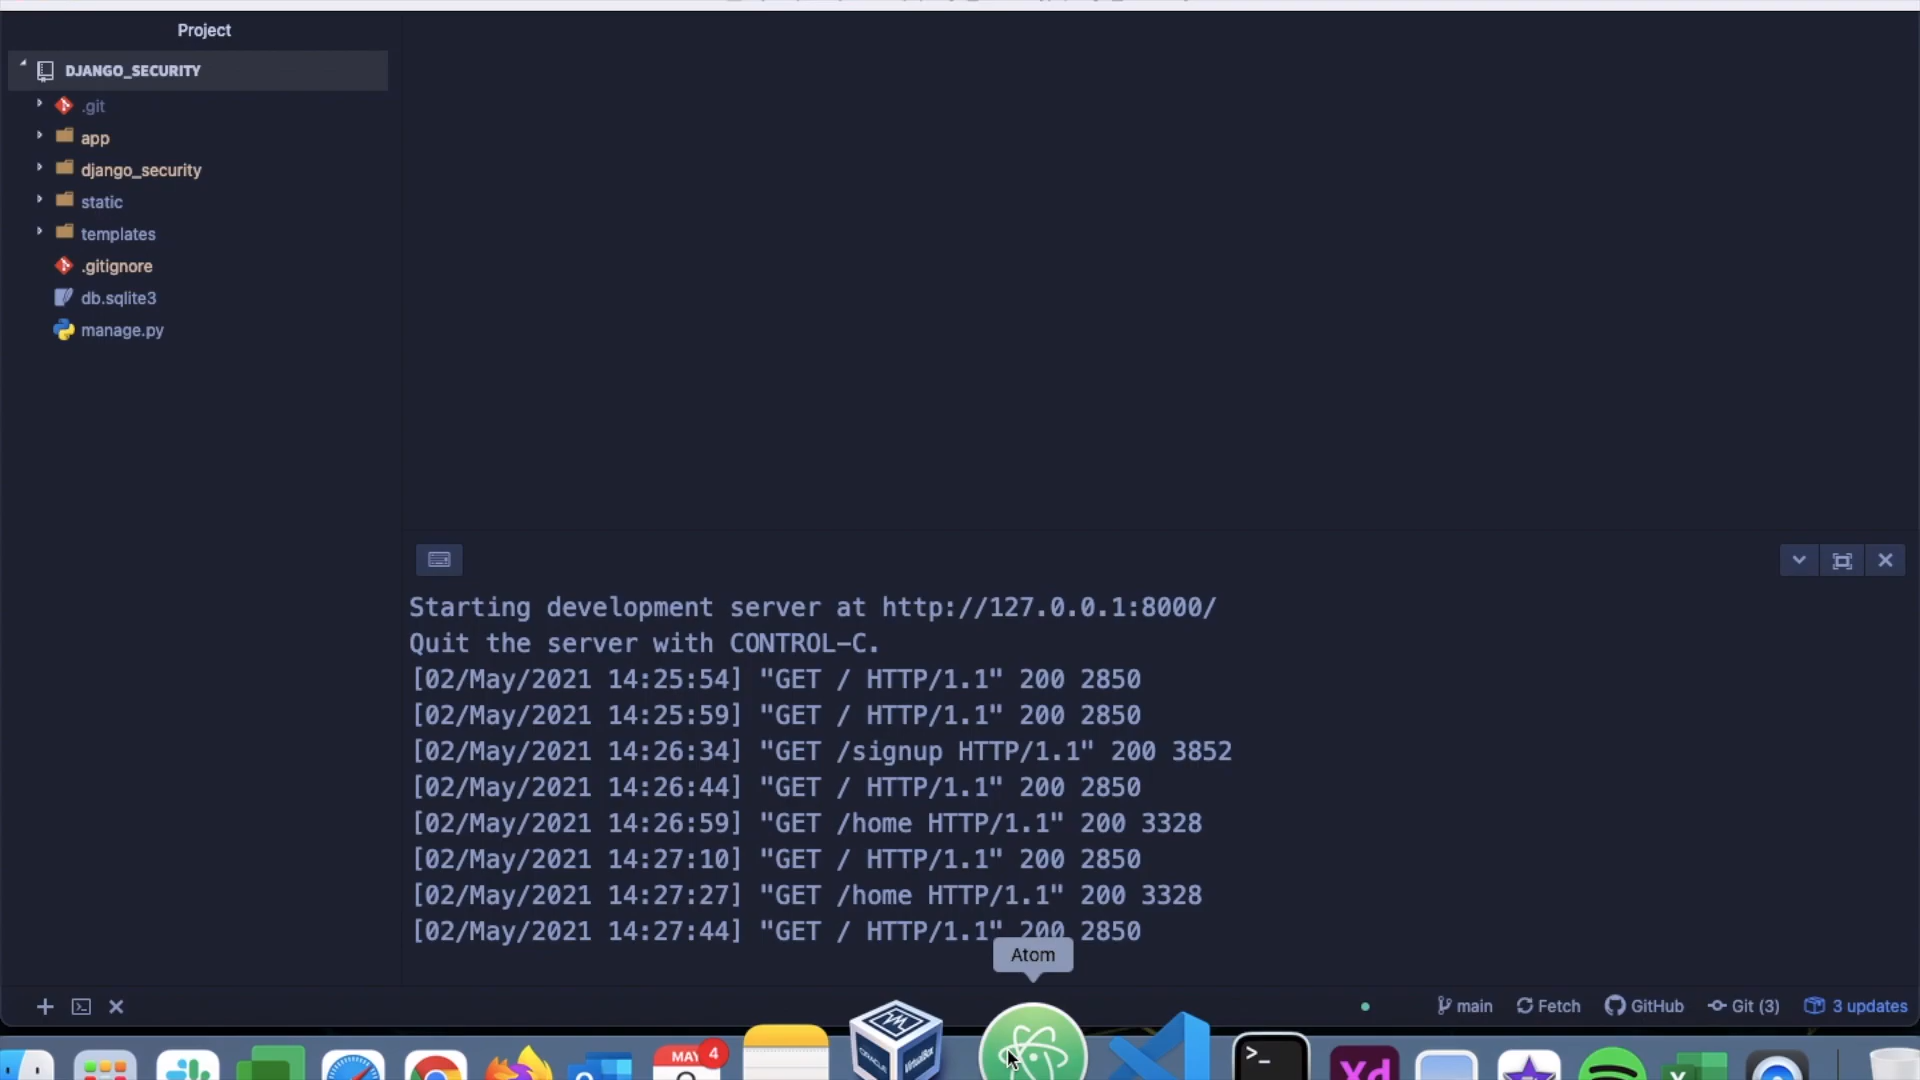 Project
DJANGO_SECURITY
.git
app
django_security
static
templates
.gitignore
db.sqlite3
manage.py
Starting development server at http://127.0.0.1:8000/
Quit the server with CONTROL-C.
[02/May/2021 14:25:54] "GET / HTTP/1.1" 200 2850
[02/May/2021 14:25:59] "GET / HTTP/1.1" 200 2850
[02/May/2021 14:26:34] "GET /signup HTTP/1.1" 200 3852
[02/May/2021 14:26:44] "GET / HTTP/1.1" 200 2850
[02/May/2021 14:26:59] "GET /home HTTP/1.1" 200 3328
[02/May/2021 14:27:10] "GET / HTTP/1.1" 200 2850
[02/May/2021 14:27:27] "GET /home HTTP/1.1" 200 3328
[02/May/2021 14:27:44] "GET / HTTP/1.1" 200 2850
Atom
main Fetch GitHub Git (3) 3 updates
MAY 4
ORACLE VirtualBox
>_
Xd